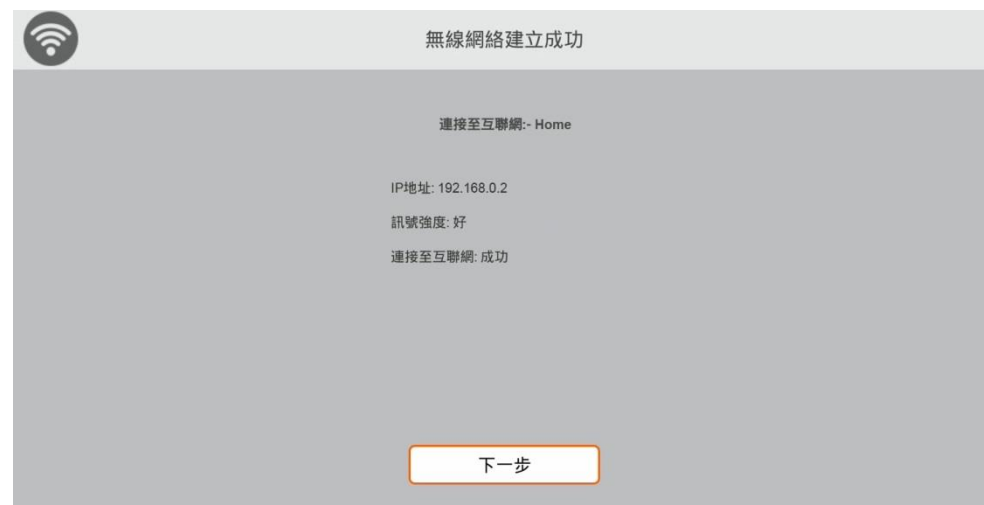 無線網絡建立成功
連接至互聯網:- Home
IP地址: 192.168.0.2
訊號強度: 好
連接至互聯網: 成功
下一步